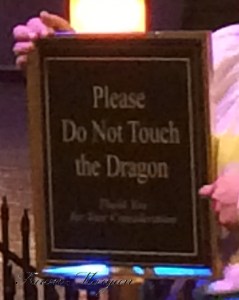 Please
Do Not Touch
the Dragon
Thank You
For Your Consideration